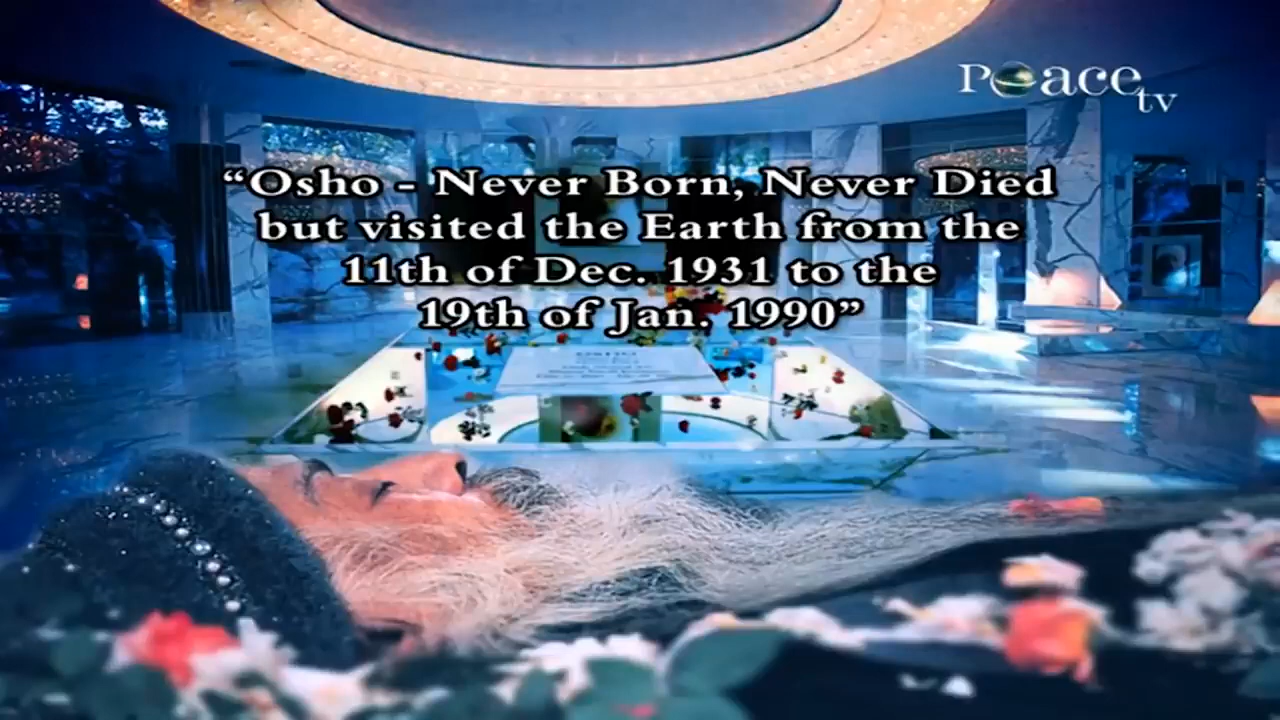 Peace tv
“Osho - Never Born, Never Died
but visited the Earth from the
11th of Dec. 1931 to the
19th of Jan. 1990”
OSHO